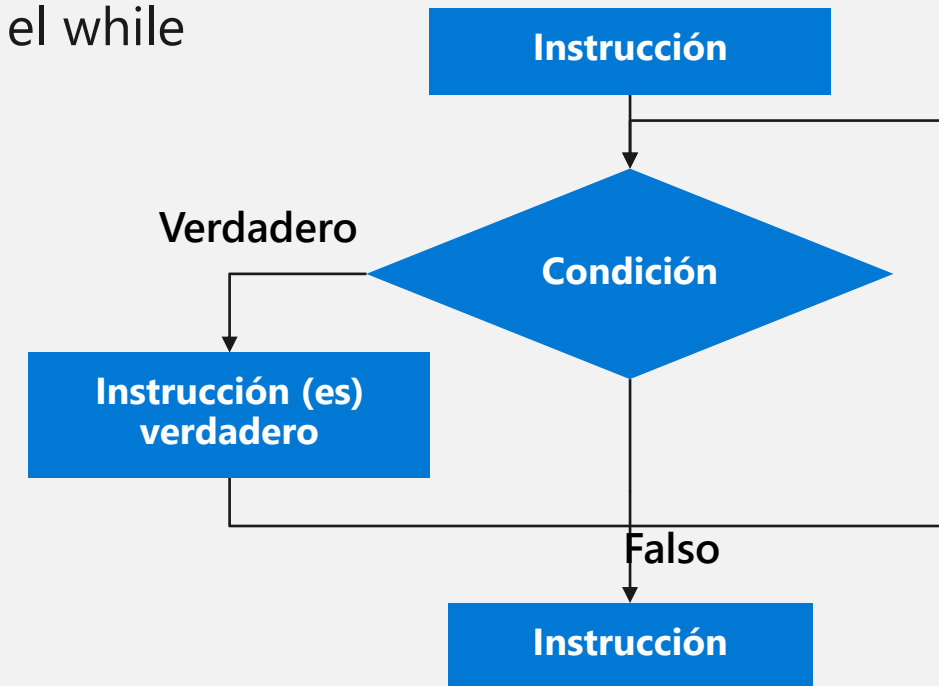 el while
Instrucción
Verdadero
Condición
Instrucción (es)
verdadero
Falso
Instrucción